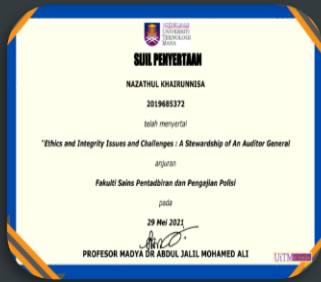 UNIVERSITI
TEKNOLOGI
MARA
SIJIL PENYERTAAN
NAZATHUL KHAIRUNNISA
2019685372
telah menyertai
"Ethics and Integrity Issues and Challenges : A Stewardship of An Auditor General
anjuran
Fakulti Sains Pentadbiran dan Pengajian Polisi
pada
29 Mei 2021
PROFESOR MADYA DR ABDUL JALIL MOHAMED ALI
UiTM